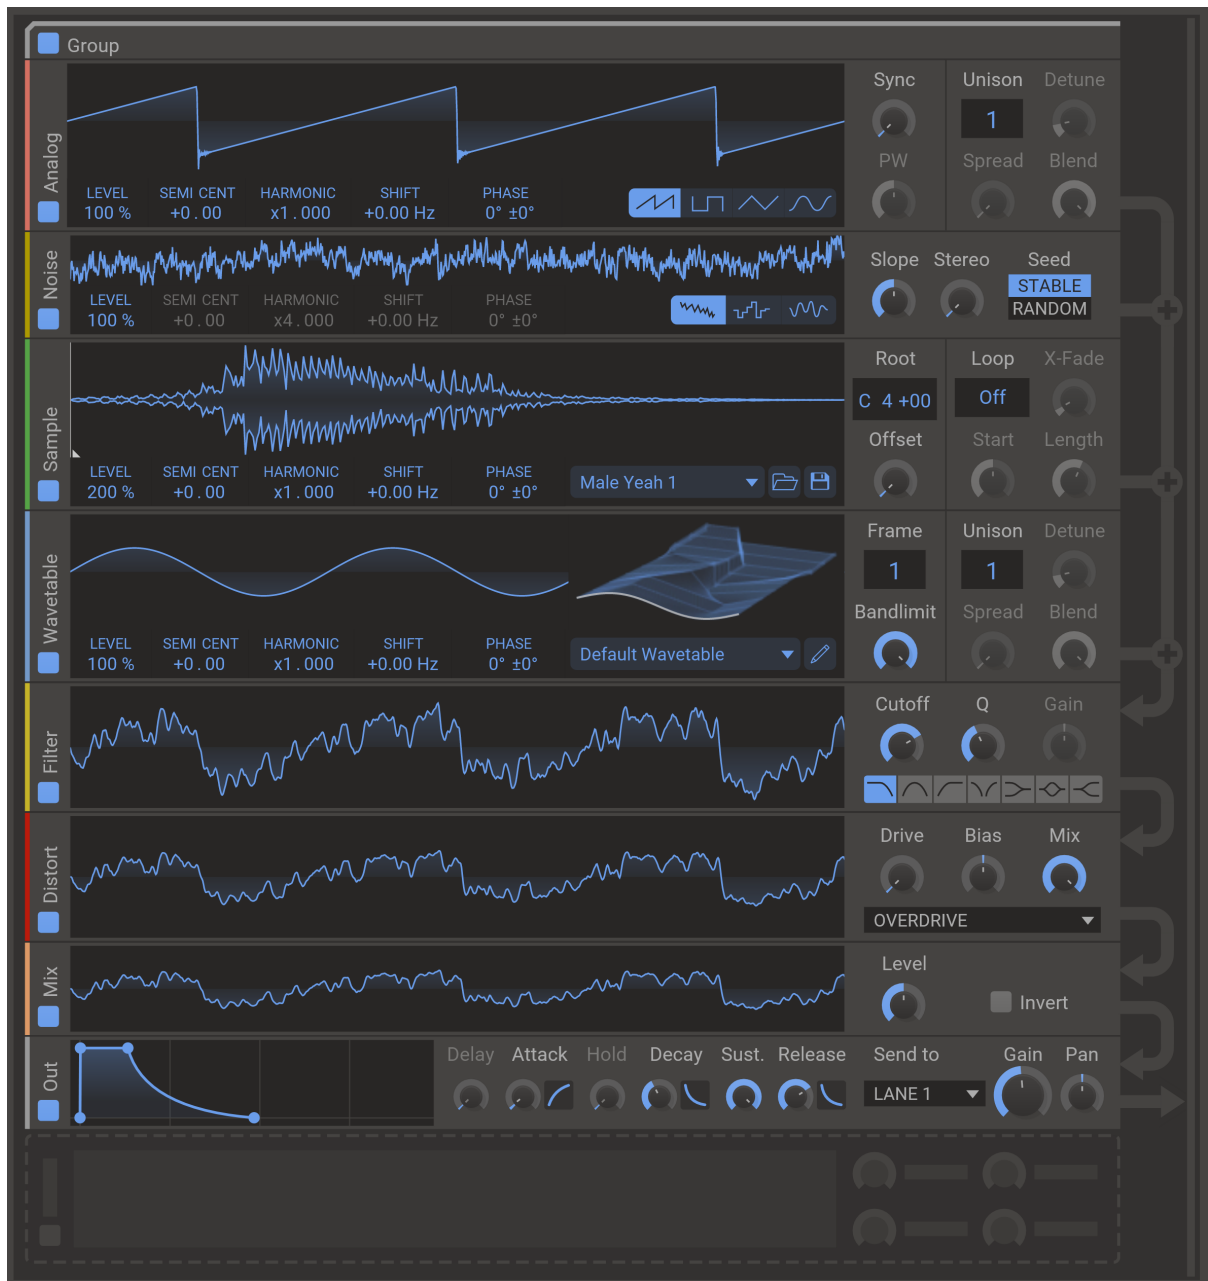 Group
Analog
Sync
Unison
Detune
1
PW
Spread
Blend
LEVEL SEMI CENT HARMONIC SHIFT PHASE
100 % +0 . 00 x1 . 000 +0.00 Hz 0° ±0°
Noise
Slope Stereo Seed
STABLE
RANDOM
LEVEL SEMI CENT HARMONIC SHIFT PHASE
100 % +0 . 00 x4 . 000 +0.00 Hz 0° ±0°
Sample
Root Loop X-Fade
C 4 +00 Off
Offset Start Length
LEVEL SEMI CENT HARMONIC SHIFT PHASE
200 % +0 . 00 x1 . 000 +0.00 Hz 0° ±0°
Male Yeah 1
Wavetable
Frame Unison Detune
1 1
Bandlimit Spread Blend
LEVEL SEMI CENT HARMONIC SHIFT PHASE
100 % +0 . 00 x1 . 000 +0.00 Hz 0° ±0°
Default Wavetable
Filter
Cutoff Q Gain
Distort
Drive Bias Mix
OVERDRIVE
Mix
Level
Invert
Out
Delay Attack Hold Decay Sust. Release Send to Gain Pan
LANE 1